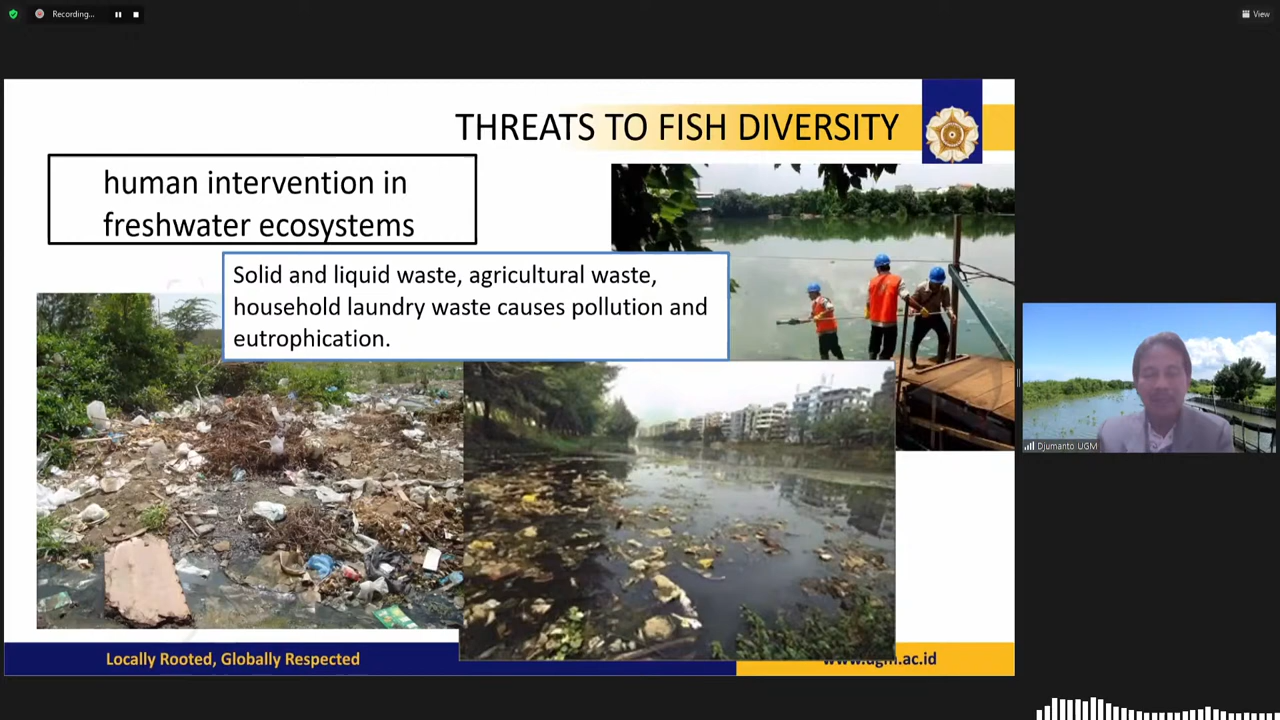 Recording...
View
THREATS TO FISH DIVERSITY
human intervention in
freshwater ecosystems
Solid and liquid waste, agricultural waste,
household laundry waste causes pollution and
eutrophication.
Djumanto UGM
Locally Rooted, Globally Respected
www.ugm.ac.id